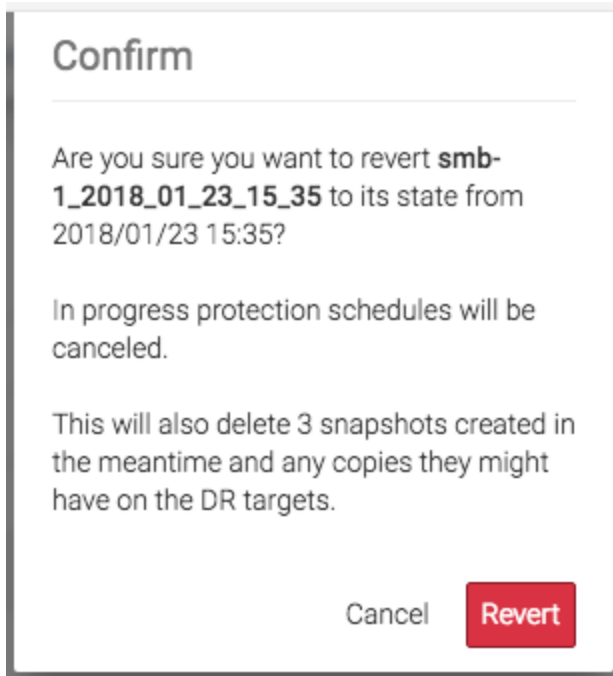 Confirm
Are you sure you want to revert smb-
1_2018_01_23_15_35 to its state from
2018/01/23 15:35?
In progress protection schedules will be
canceled.
This will also delete 3 snapshots created in
the meantime and any copies they might
have on the DR targets.
Cancel
Revert